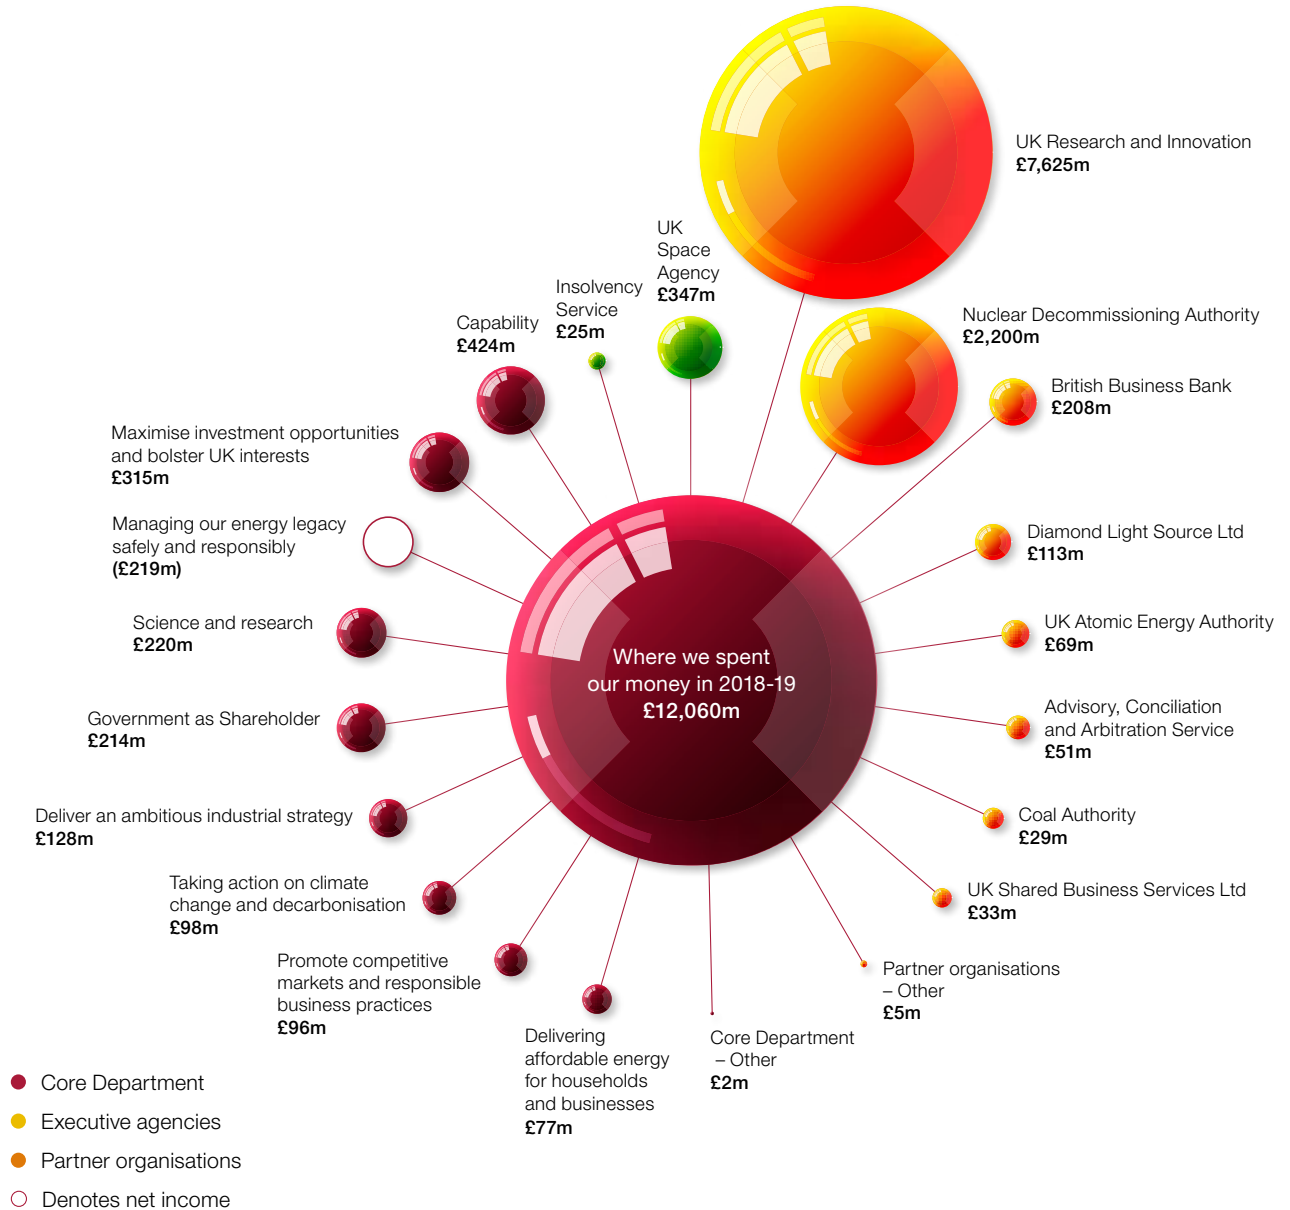 UK Research and Innovation
£7,625m
UK
Space
Agency
£347m
Insolvency
Service
£25m
Capability
£424m
Nuclear Decommissioning Authority
£2,200m
British Business Bank
£208m
Maximise investment opportunities
and bolster UK interests
£315m
Managing our energy legacy
safely and responsibly
(£219m)
Diamond Light Source Ltd
£113m
Science and research
£220m
UK Atomic Energy Authority
£69m
Where we spent
our money in 2018-19
£12,060m
Government as Shareholder
£214m
Advisory, Conciliation
and Arbitration Service
£51m
Deliver an ambitious industrial strategy
£128m
Coal Authority
£29m
Taking action on climate
change and decarbonisation
£98m
UK Shared Business Services Ltd
£33m
Promote competitive
markets and responsible
business practices
£96m
Partner organisations
– Other
£5m
Delivering
affordable energy
for households
and businesses
£77m
Core Department
– Other
£2m
Core Department
Executive agencies
Partner organisations
Denotes net income